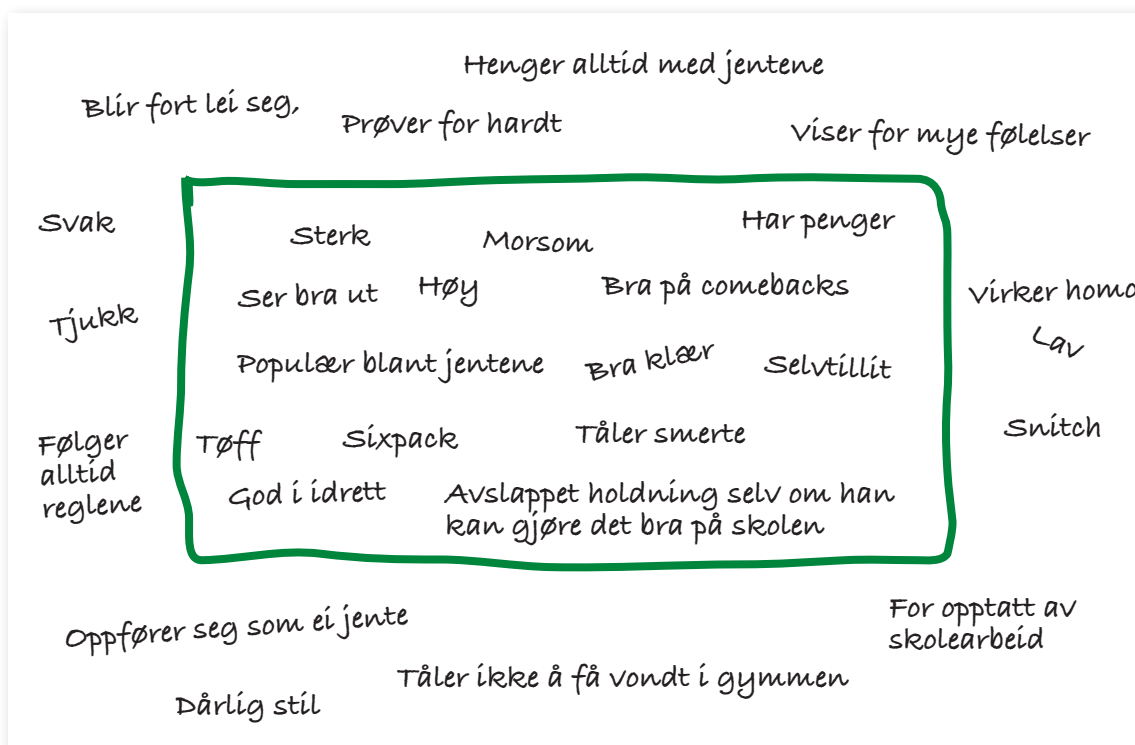 Henger alltid med jentene
Blir fort lei seg,
Prøver for hardt
Viser for mye følelser
Svak
Sterk
Morsom
Har penger
Ser bra ut
Høy
Bra på comebacks
Virker homo
Tjukk
Lav
Populær blant jentene
Bra klær
Selvtillit
Følger
alltid
reglene
Tøff
Sixpack
Tåler smerte
Snitch
God i idrett
Avslappet holdning selv om han
kan gjøre det bra på skolen
Oppfører seg som ei jente
For opptatt av
skolearbeid
Tåler ikke å få vondt i gymmen
Dårlig stil